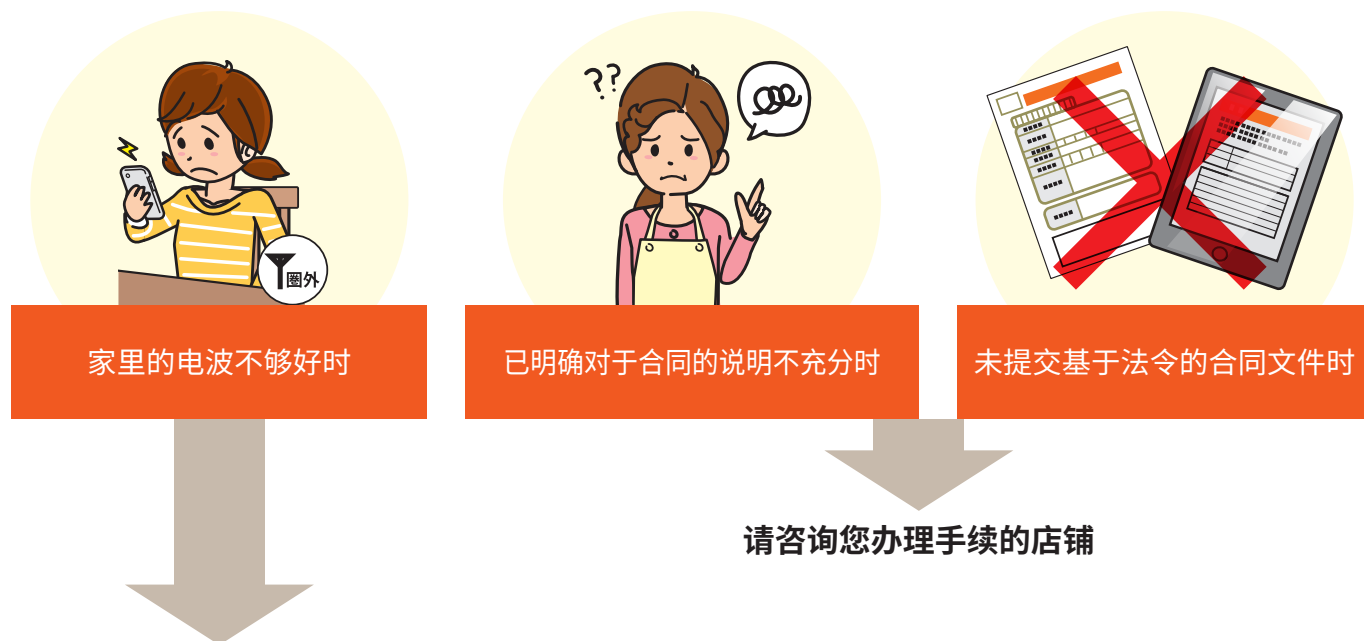 ??
圏外
家里的电波不够好时
已明确对于合同的说明不充分时
未提交基于法令的合同文件时
请咨询您办理手续的店铺